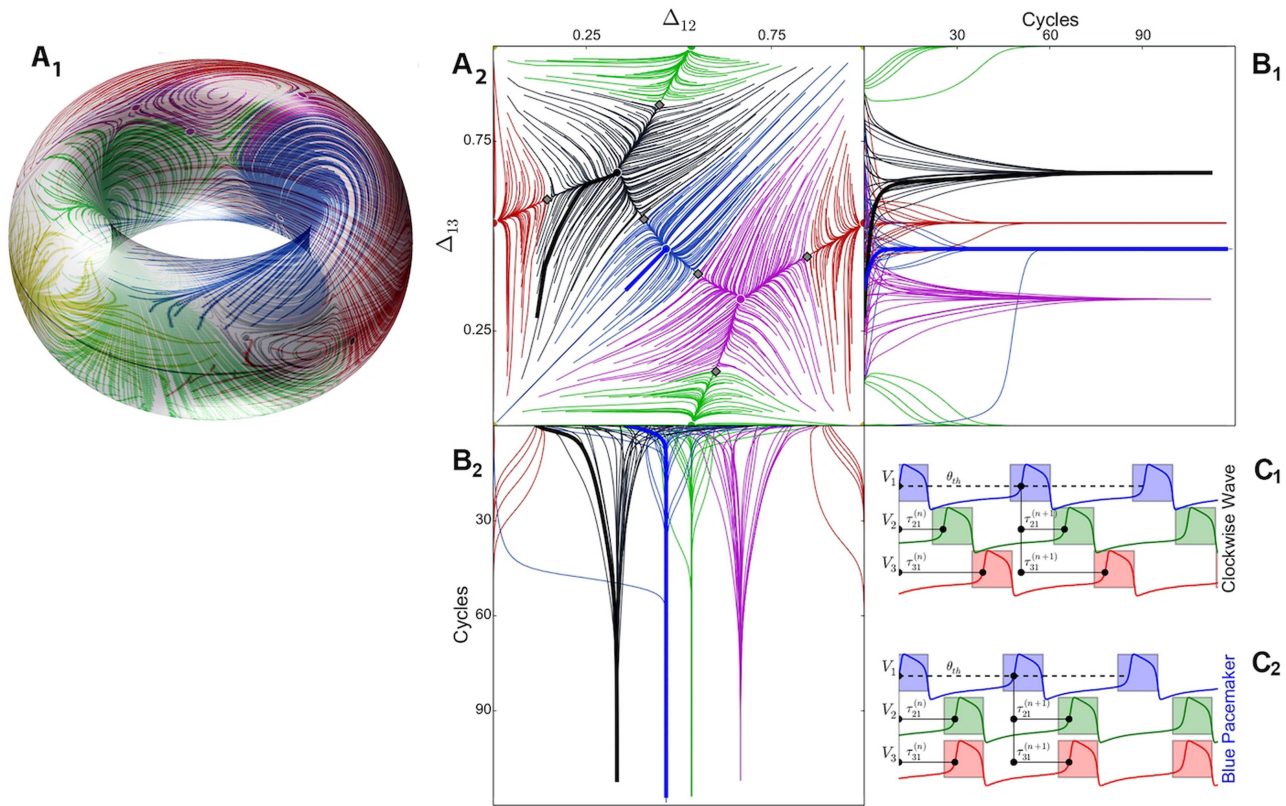 A₁
Δ₁₂
0.25 0.75
A₂
Δ₁₃
0.75
0.25
Cycles
30 60 90
B₁
B₂
Cycles
30
60
90
C₁
V₁ θ_th
V₂ τ₂₁⁽ⁿ⁾ τ₂₁⁽ⁿ⁺¹⁾
V₃ τ₃₁⁽ⁿ⁾ τ₃₁⁽ⁿ⁺¹⁾
Clockwise Wave
C₂
V₁ θ_th
V₂ τ₂₁⁽ⁿ⁾ τ₂₁⁽ⁿ⁺¹⁾
V₃ τ₃₁⁽ⁿ⁾ τ₃₁⁽ⁿ⁺¹⁾
Blue Pacemaker